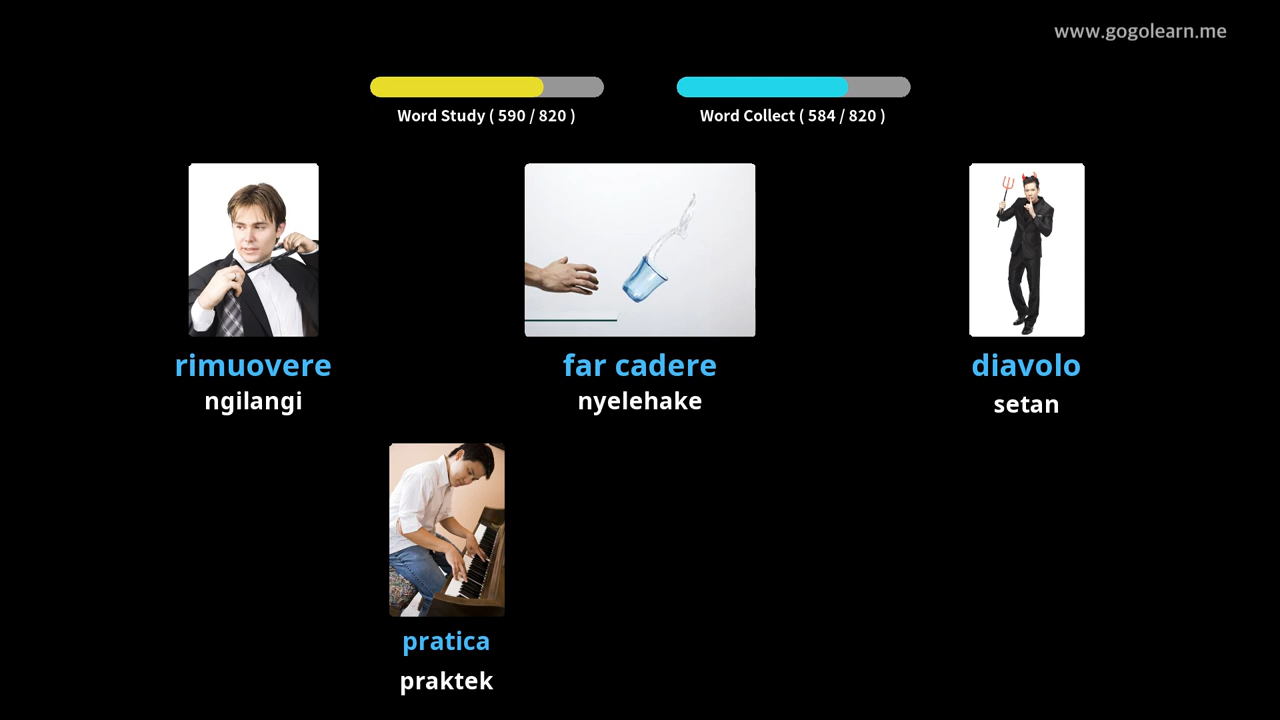 www.gogolearn.me
Word Study ( 590 / 820 )
Word Collect ( 584 / 820 )
rimuovere
ngilangi
far cadere
nyelehake
diavolo
setan
pratica
praktek